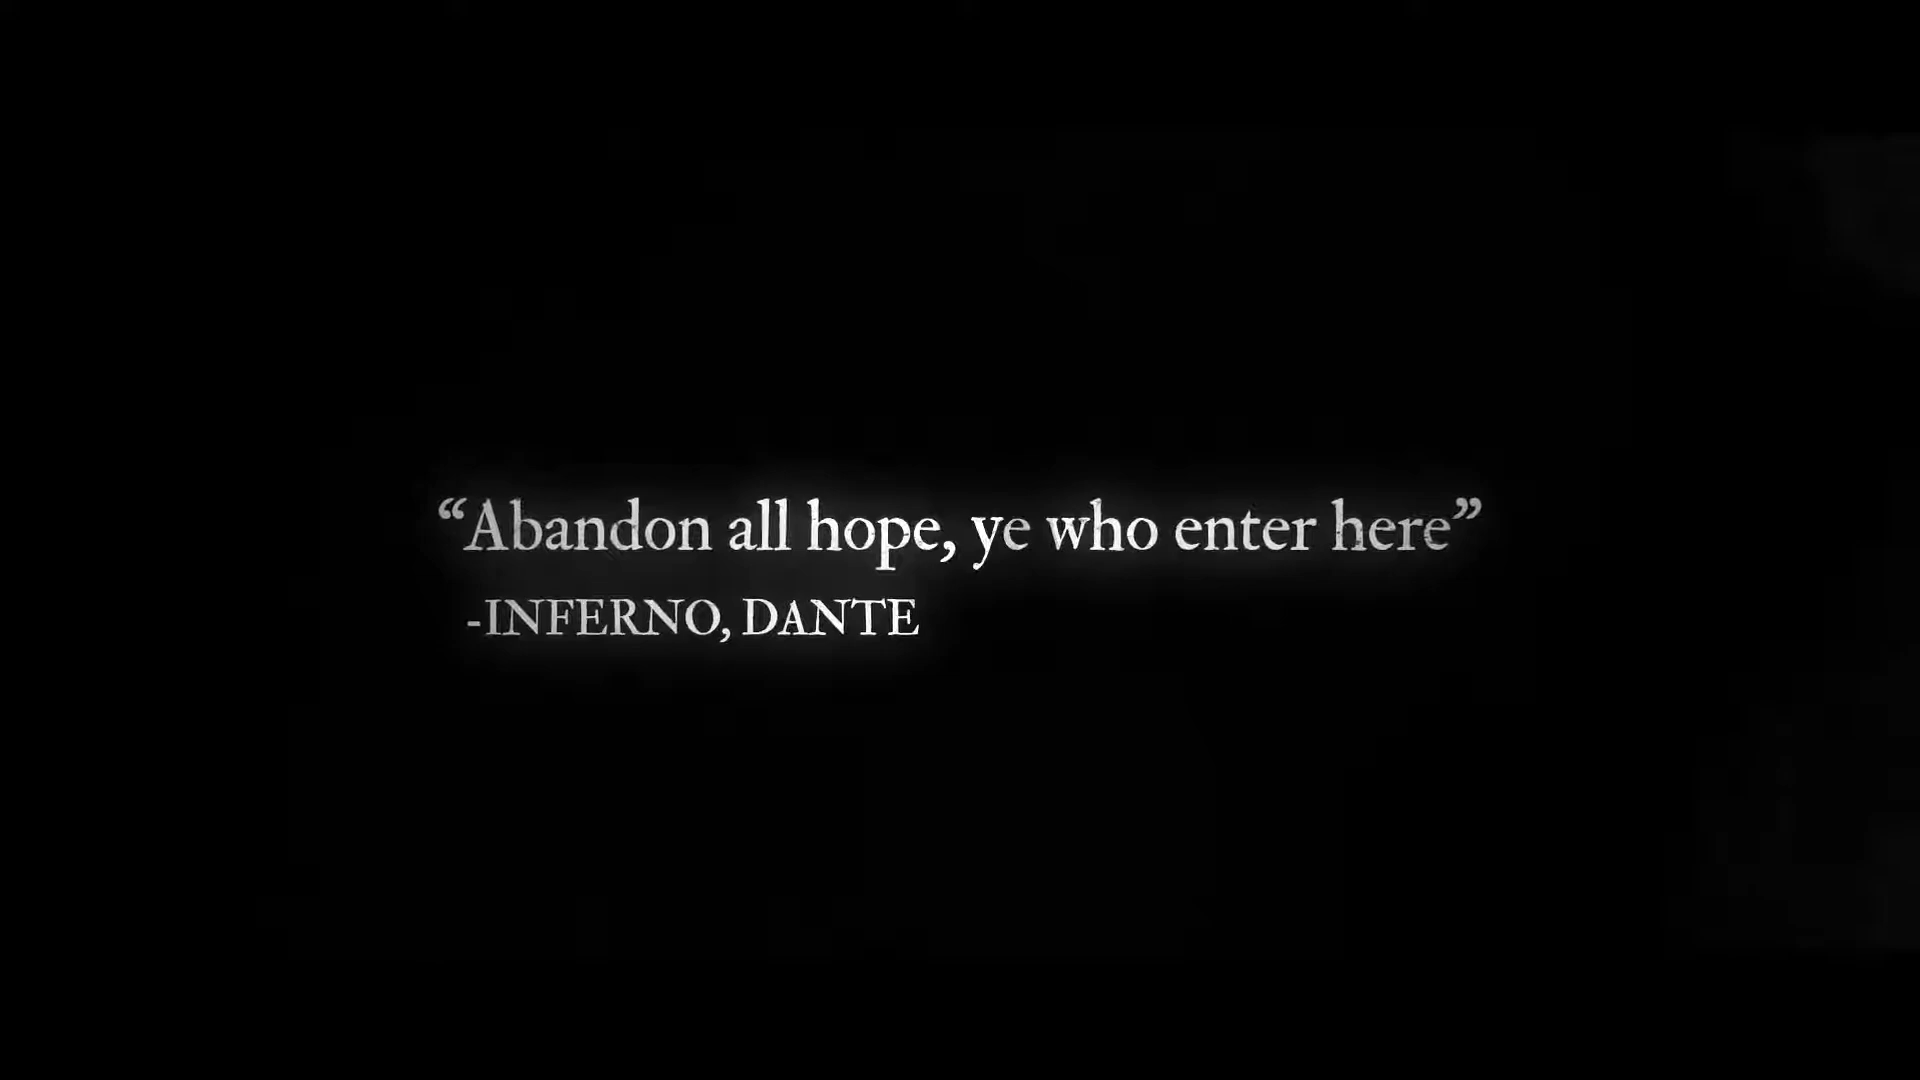 “Abandon all hope, ye who enter here”
-INFERNO, DANTE